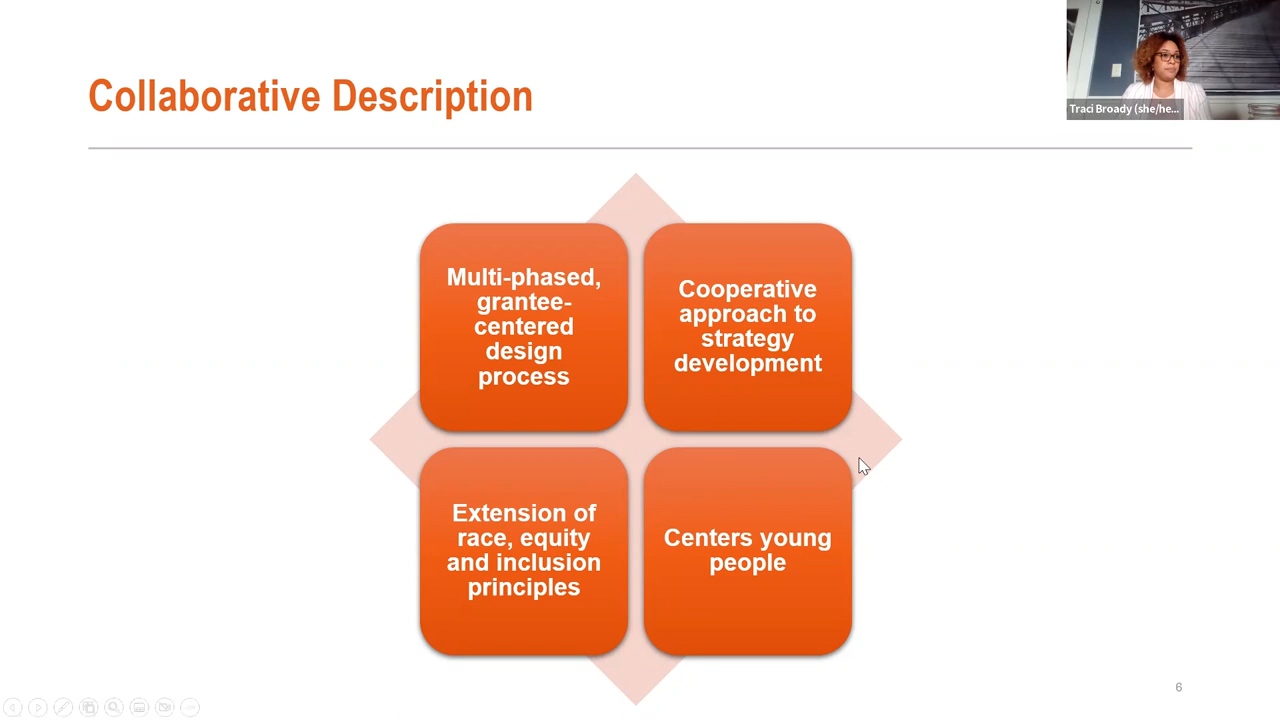 Collaborative Description
Traci Broady (she/he...
Multi-phased,
grantee-
centered
design
process
Cooperative
approach to
strategy
development
Extension of
race, equity
and inclusion
principles
Centers young
people
6